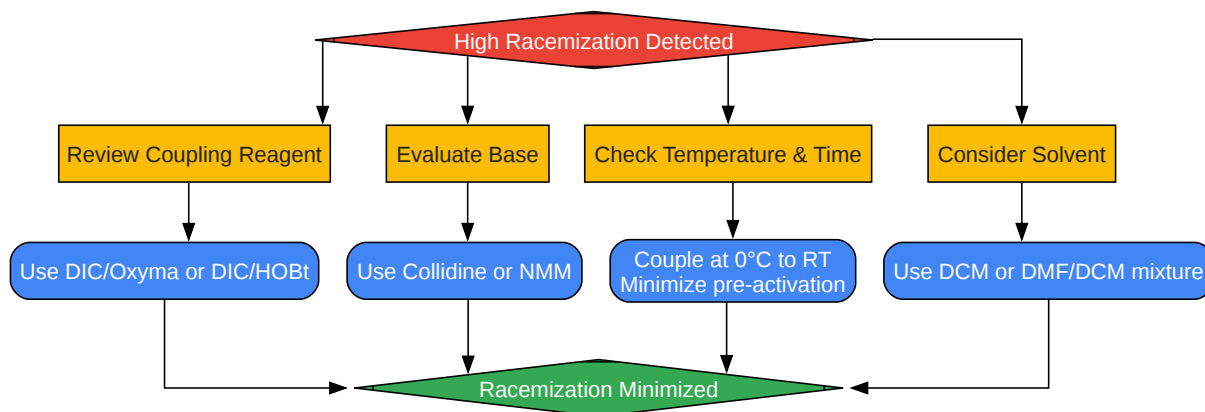 High Racemization Detected
Review Coupling Reagent
Evaluate Base
Check Temperature & Time
Consider Solvent
Use DIC/Oxyma or DIC/HOBt
Use Collidine or NMM
Couple at 0°C to RT
Minimize pre-activation
Use DCM or DMF/DCM mixture
Racemization Minimized